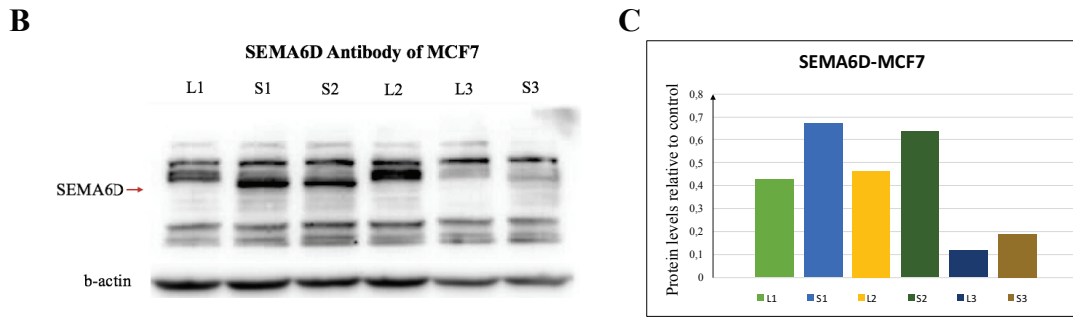 B
SEMA6D Antibody of MCF7
L1 S1 S2 L2 L3 S3
SEMA6D
b-actin
C
SEMA6D-MCF7
Protein levels relative to control
0,8
0,7
0,6
0,5
0,4
0,3
0,2
0,1
0
L1 S1 L2 S2 L3 S3